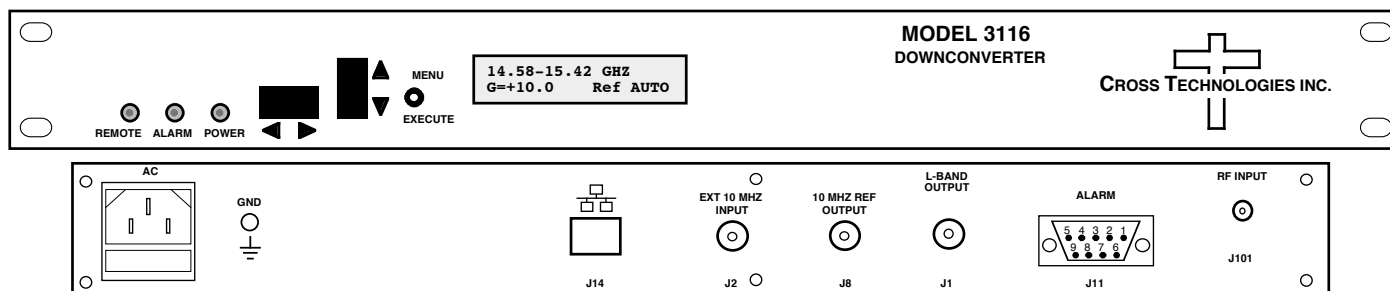 MODEL 3116
DOWNCONVERTER
14.58-15.42 GHZ
G=+10.0 Ref AUTO
MENU
EXECUTE
REMOTE ALARM POWER
CROSS TECHNOLOGIES INC.
AC
GND
J14
EXT 10 MHZ
INPUT
J2
10 MHZ REF
OUTPUT
J8
L-BAND
OUTPUT
J1
ALARM
5 4 3 2 1
9 8 7 6
J11
RF INPUT
J101